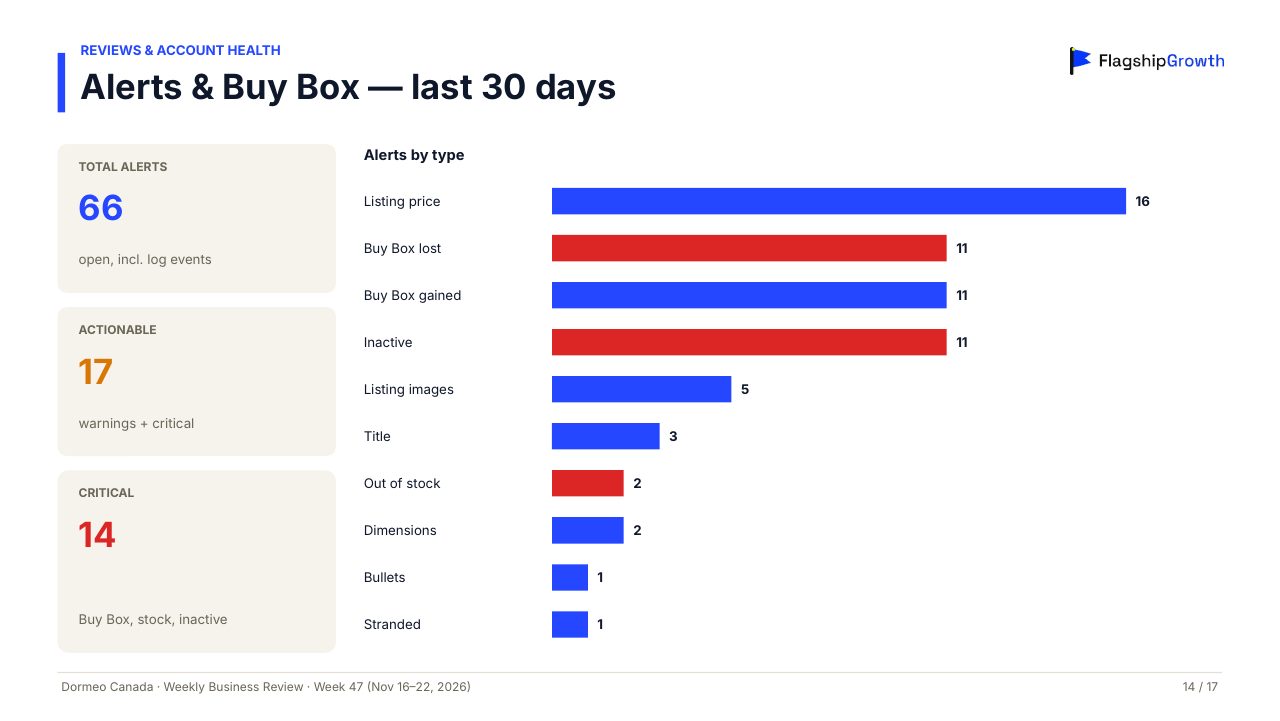 REVIEWS & ACCOUNT HEALTH
Alerts & Buy Box — last 30 days
FlagshipGrowth
TOTAL ALERTS
66
open, incl. log events
ACTIONABLE
17
warnings + critical
CRITICAL
14
Buy Box, stock, inactive
Alerts by type
Listing price 16
Buy Box lost 11
Buy Box gained 11
Inactive 11
Listing images 5
Title 3
Out of stock 2
Dimensions 2
Bullets 1
Stranded 1
Dormeo Canada · Weekly Business Review · Week 47 (Nov 16–22, 2026)
14 / 17